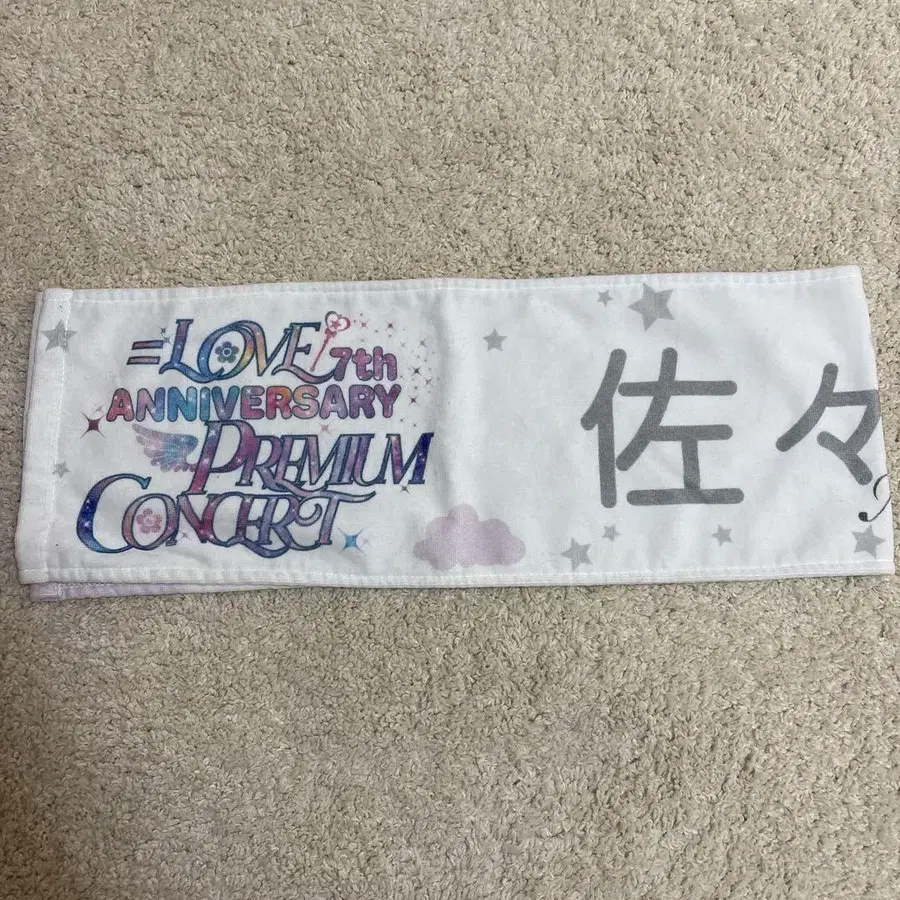 =LOVE 7th
ANNIVERSARY
PREMIUM
CONCERT
佐々